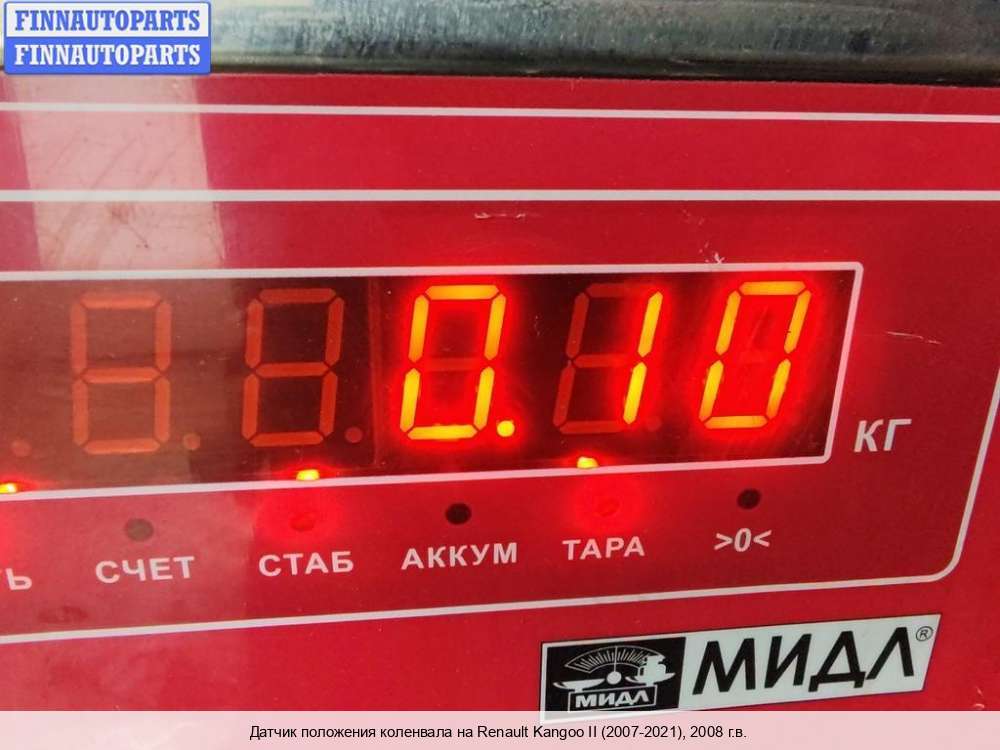 FINNAUTOPARTS
FINNAUTOPARTS
0.10
КГ
Ь СЧЕТ СТАБ АККУМ ТАРА >0<
МИДЛ МИДЛ®
Датчик положения коленвала на Renault Kangoo II (2007-2021), 2008 г.в.